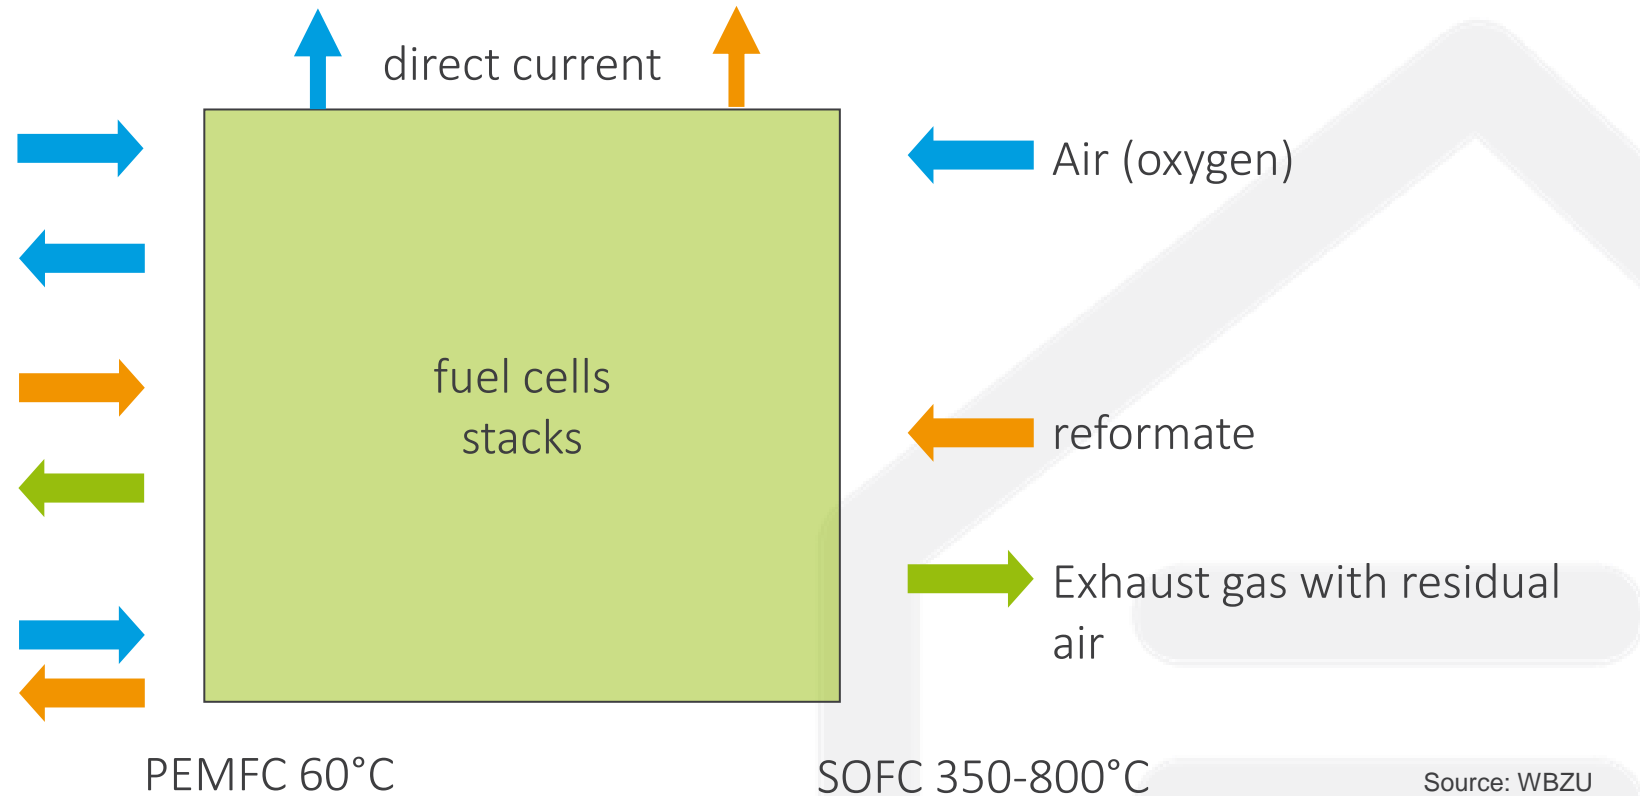 direct current
Air (oxygen)
fuel cells
stacks
reformate
Exhaust gas with residual
air
PEMFC 60°C
SOFC 350-800°C
Source: WBZU